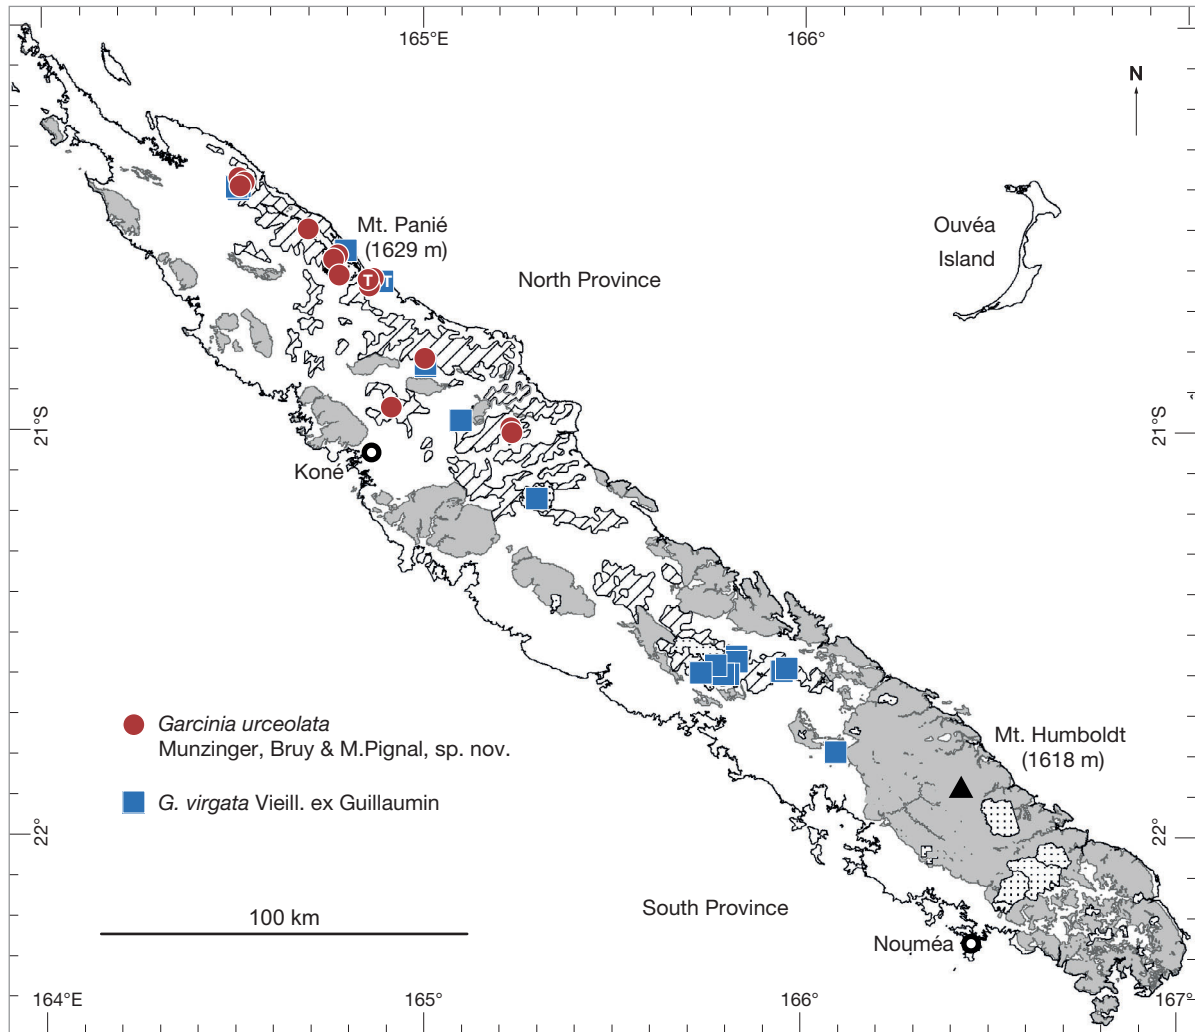 165°E
166°
N
Mt. Panié
(1629 m)
Ouvéa
Island
North Province
T
T
21°S
21°S
Koné
Garcinia urceolata
Munzinger, Bruy & M.Pignal, sp. nov.
Mt. Humboldt
(1618 m)
G. virgata Vieill. ex Guillaumin
22°
22°
100 km
South Province
Nouméa
164°E
165°
166°
167°